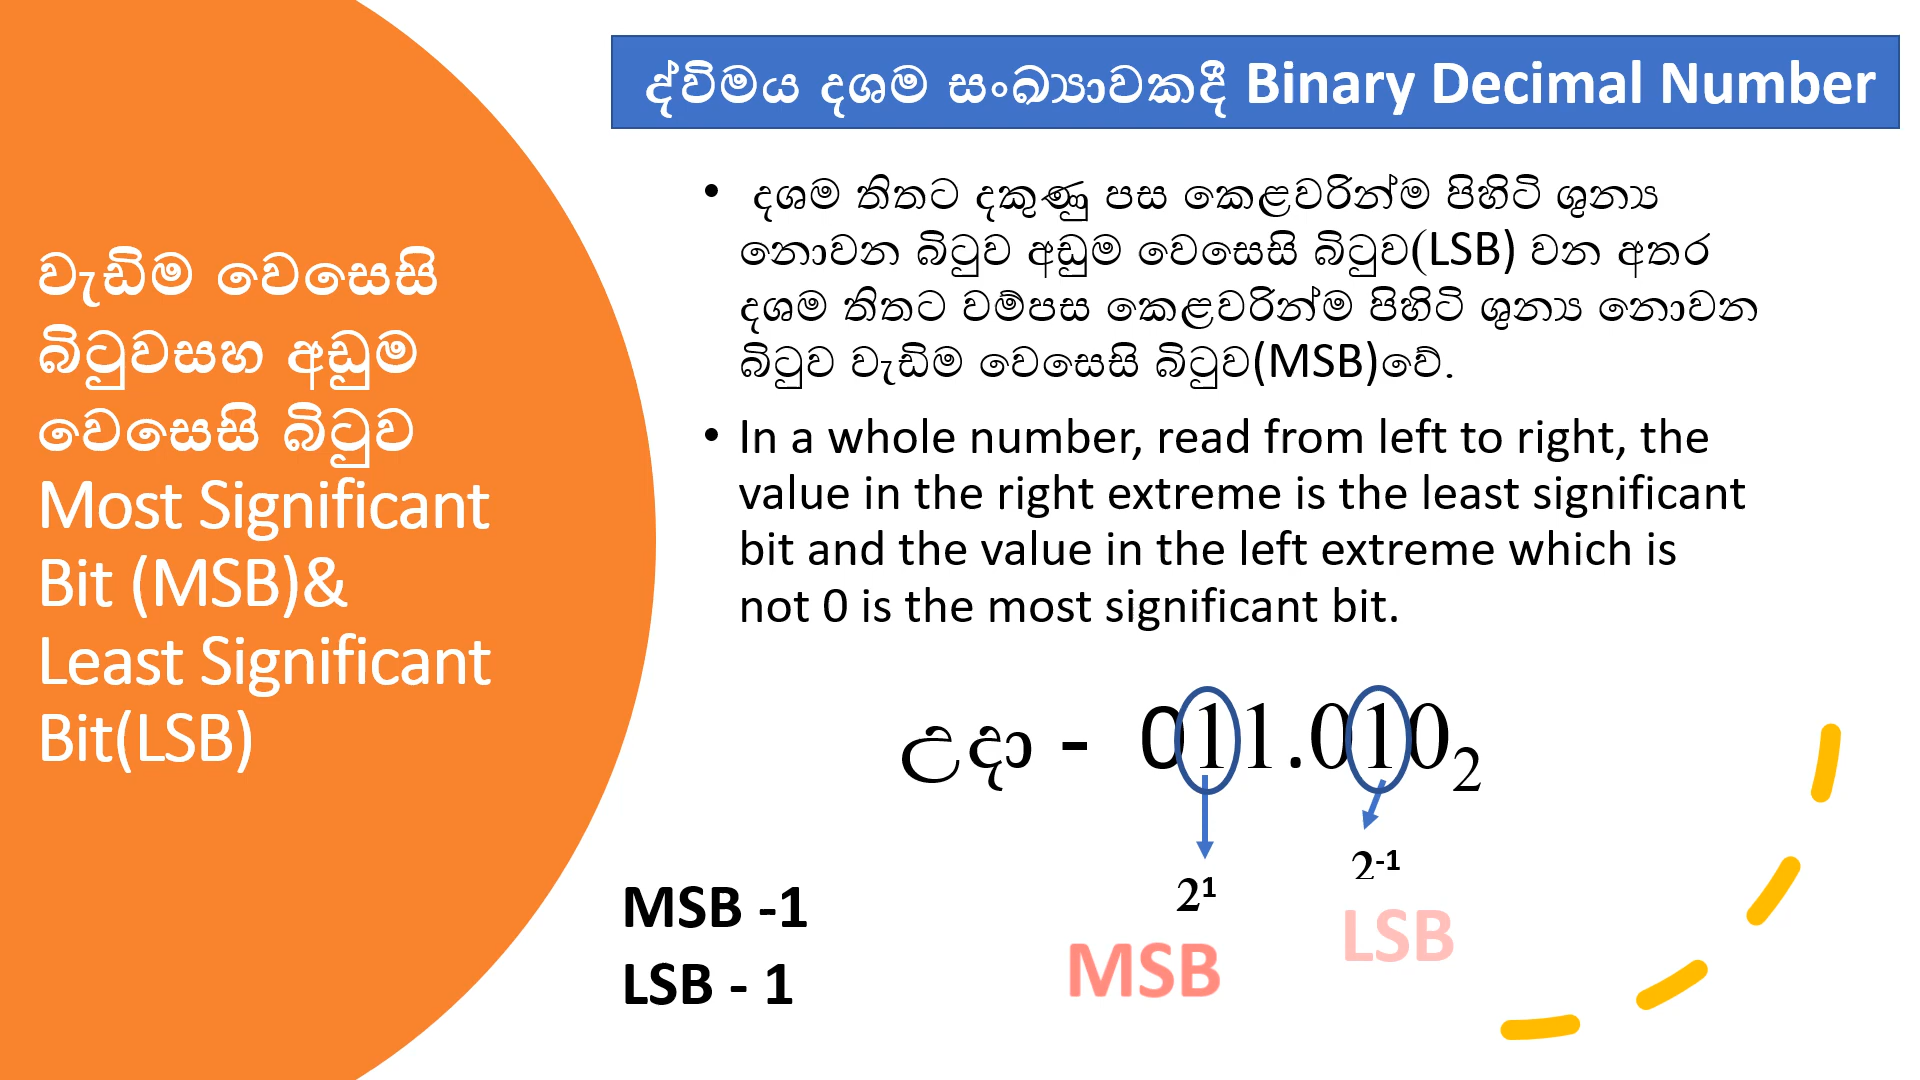 වැඩිම වෙසෙසි
බිටුවසහ අඩුම
වෙසෙසි බිටුව
Most Significant
Bit (MSB)&
Least Significant
Bit(LSB)
ද්විමය දශම සංඛ්‍යාවකදී Binary Decimal Number
• දශම තිතට දකුණු පස කෙළවරින්ම පිහිටි ශුන්‍ය
නොවන බිටුව අඩුම වෙසෙසි බිටුව(LSB) වන අතර
දශම තිතට වම්පස කෙළවරින්ම පිහිටි ශුන්‍ය නොවන
බිටුව වැඩිම වෙසෙසි බිටුව(MSB)වේ.
• In a whole number, read from left to right, the
value in the right extreme is the least significant
bit and the value in the left extreme which is
not 0 is the most significant bit.
උදා - 011.010₂
2¹ 2⁻¹
MSB LSB
MSB -1
LSB - 1